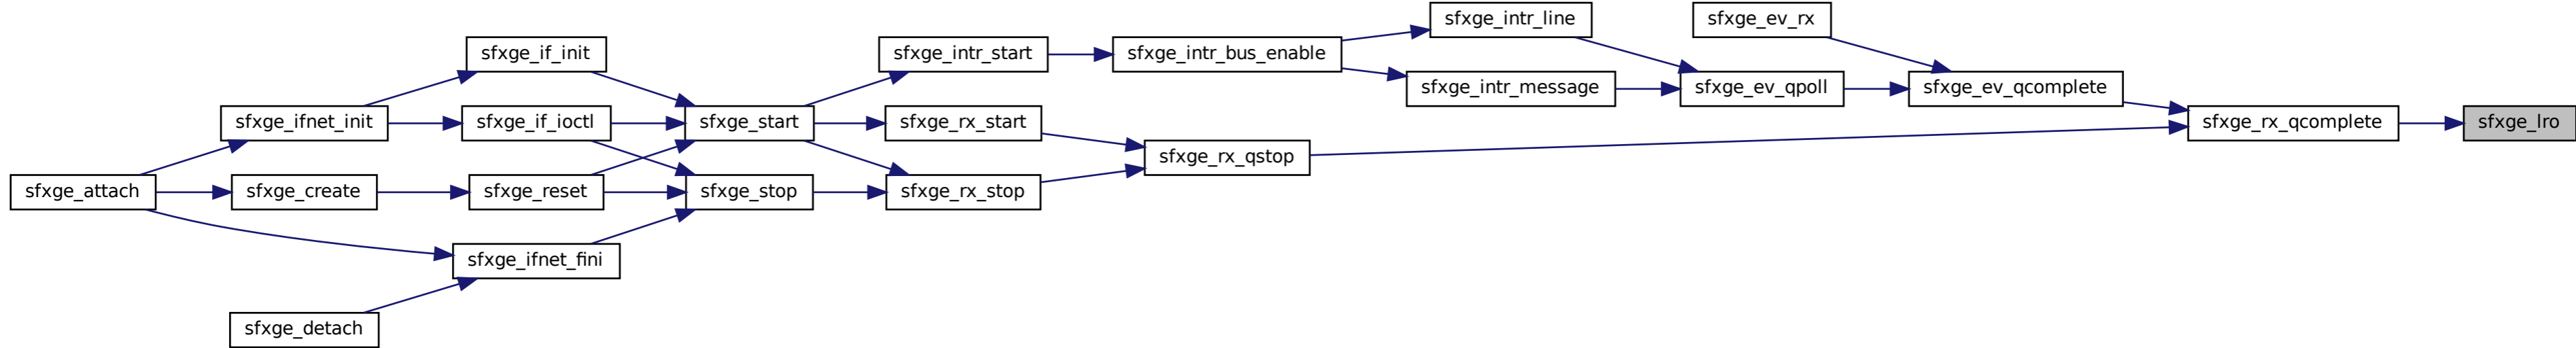 sfxge_attach
sfxge_ifnet_init
sfxge_create
sfxge_detach
sfxge_if_init
sfxge_if_ioctl
sfxge_reset
sfxge_ifnet_fini
sfxge_start
sfxge_stop
sfxge_intr_start
sfxge_rx_start
sfxge_rx_stop
sfxge_intr_bus_enable
sfxge_rx_qstop
sfxge_intr_line
sfxge_intr_message
sfxge_ev_rx
sfxge_ev_qpoll
sfxge_ev_qcomplete
sfxge_rx_qcomplete
sfxge_lro